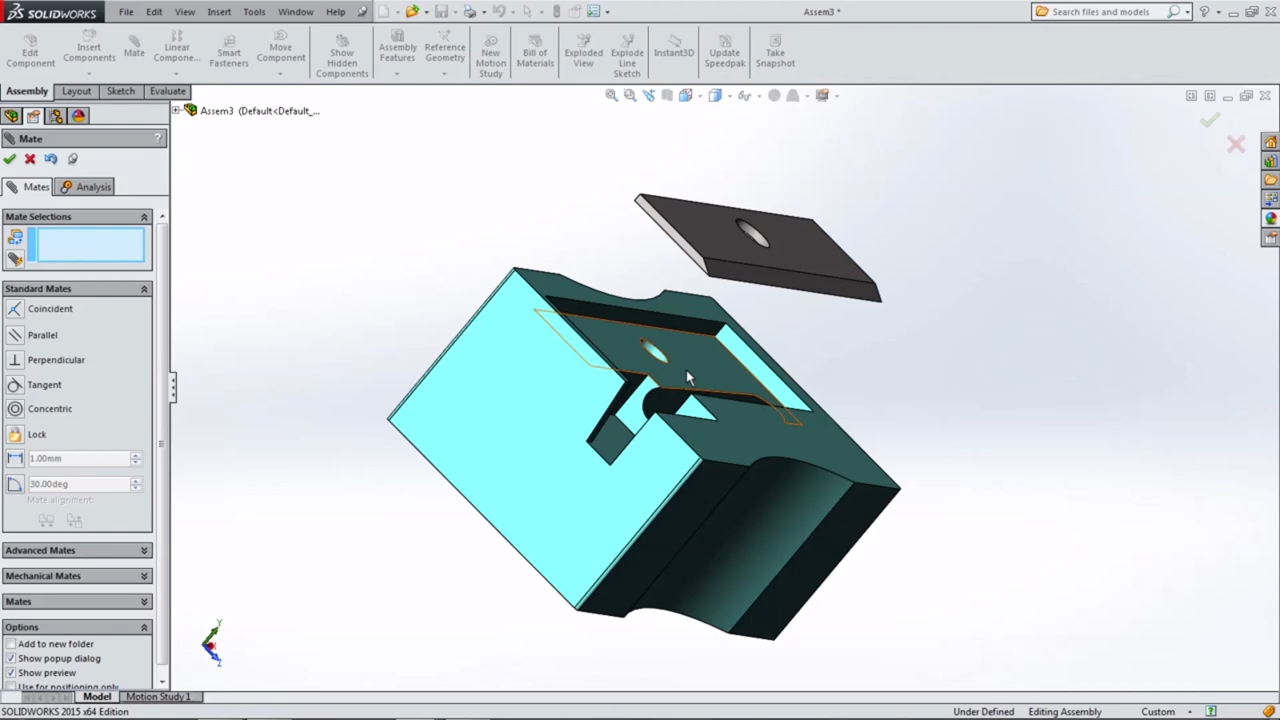 SOLIDWORKS File Edit View Insert Tools Window Help Assem3 * Search files and models
Edit Component Insert Components Mate Linear Compone... Smart Fasteners Move Component Show Hidden Components Assembly Features Reference Geometry New Motion Study Bill of Materials Exploded View Explode Line Sketch Instant3D Update Speedpak Take Snapshot
Assembly Layout Sketch Evaluate
Assem3 (Default<Default_...
Mate ?
Mates Analysis
Mate Selections
Standard Mates
Coincident
Parallel
Perpendicular
Tangent
Concentric
Lock
1.00mm
30.00deg
Mate alignment:
Advanced Mates
Mechanical Mates
Mates
Options
Add to new folder
Show popup dialog
Show preview
Use for positioning only
Y
X
Z
Model Motion Study 1
SOLIDWORKS 2015 x64 Edition Under Defined Editing Assembly Custom